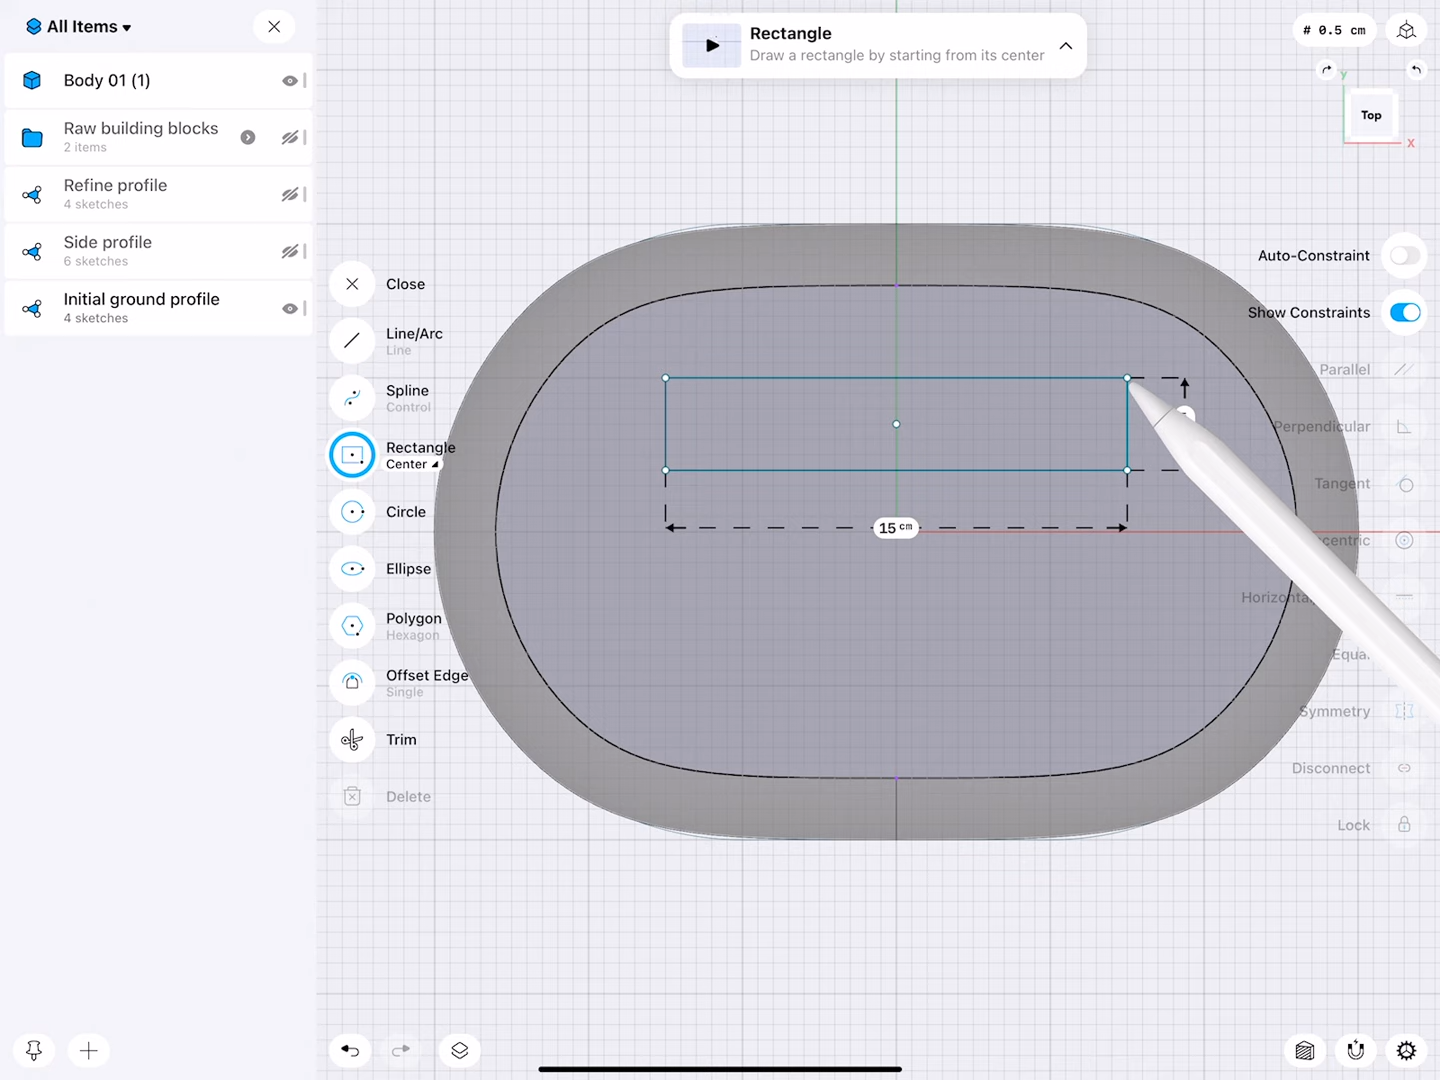 All Items
Body 01 (1)
Raw building blocks
2 items
Refine profile
4 sketches
Side profile
6 sketches
Initial ground profile
4 sketches
Close
Line/Arc
Line
Spline
Control
Rectangle
Center
Circle
Ellipse
Polygon
Hexagon
Offset Edge
Single
Trim
Delete
Rectangle
Draw a rectangle by starting from its center
15 cm
# 0.5 cm
y
Top
X
Auto-Constraint
Show Constraints
Parallel
Perpendicular
Tangent
Symmetry
Disconnect
Lock